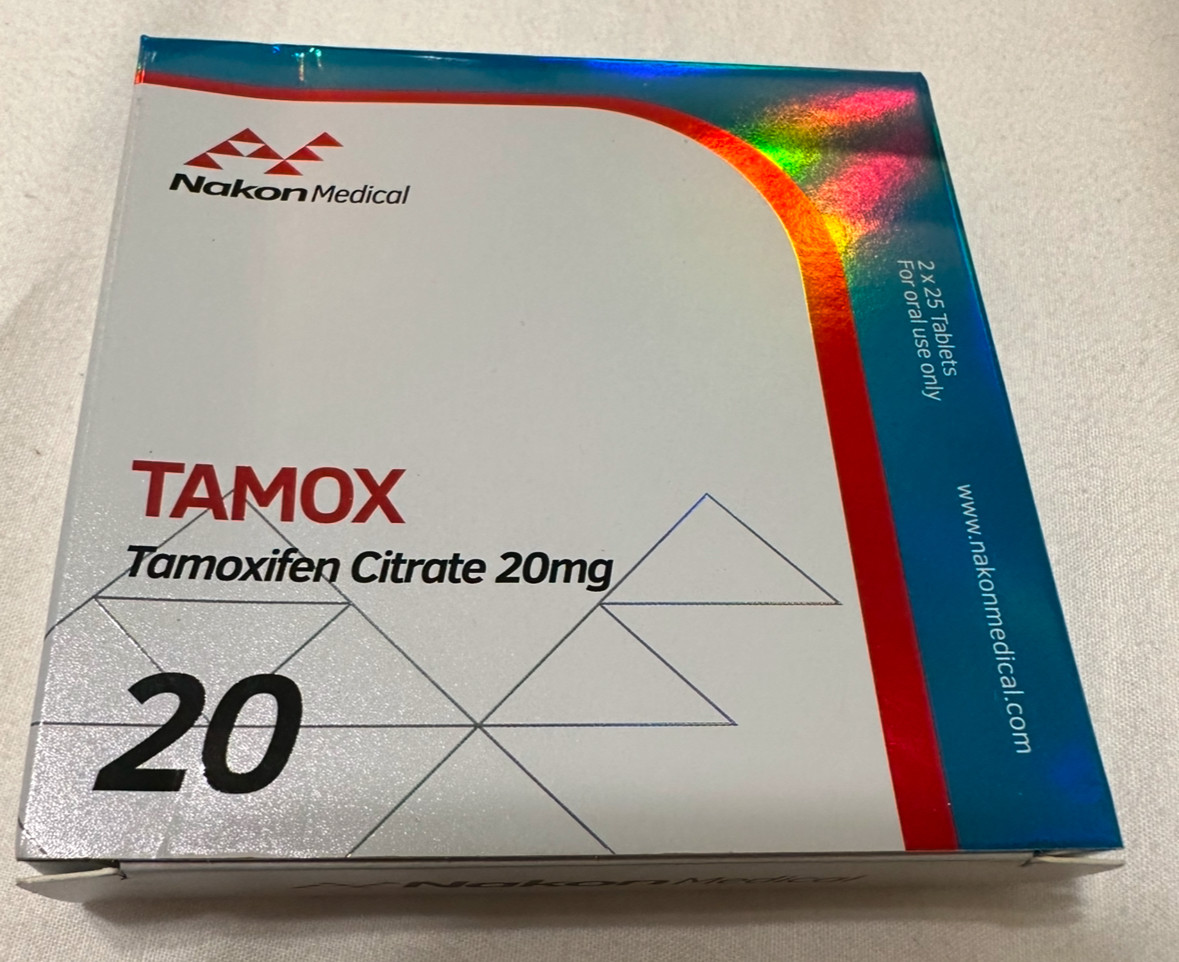 Nakon Medical
TAMOX
Tamoxifen Citrate 20mg
20
2 x 25 Tablets
For oral use only
www.nakonmedical.com
Nakon Medical